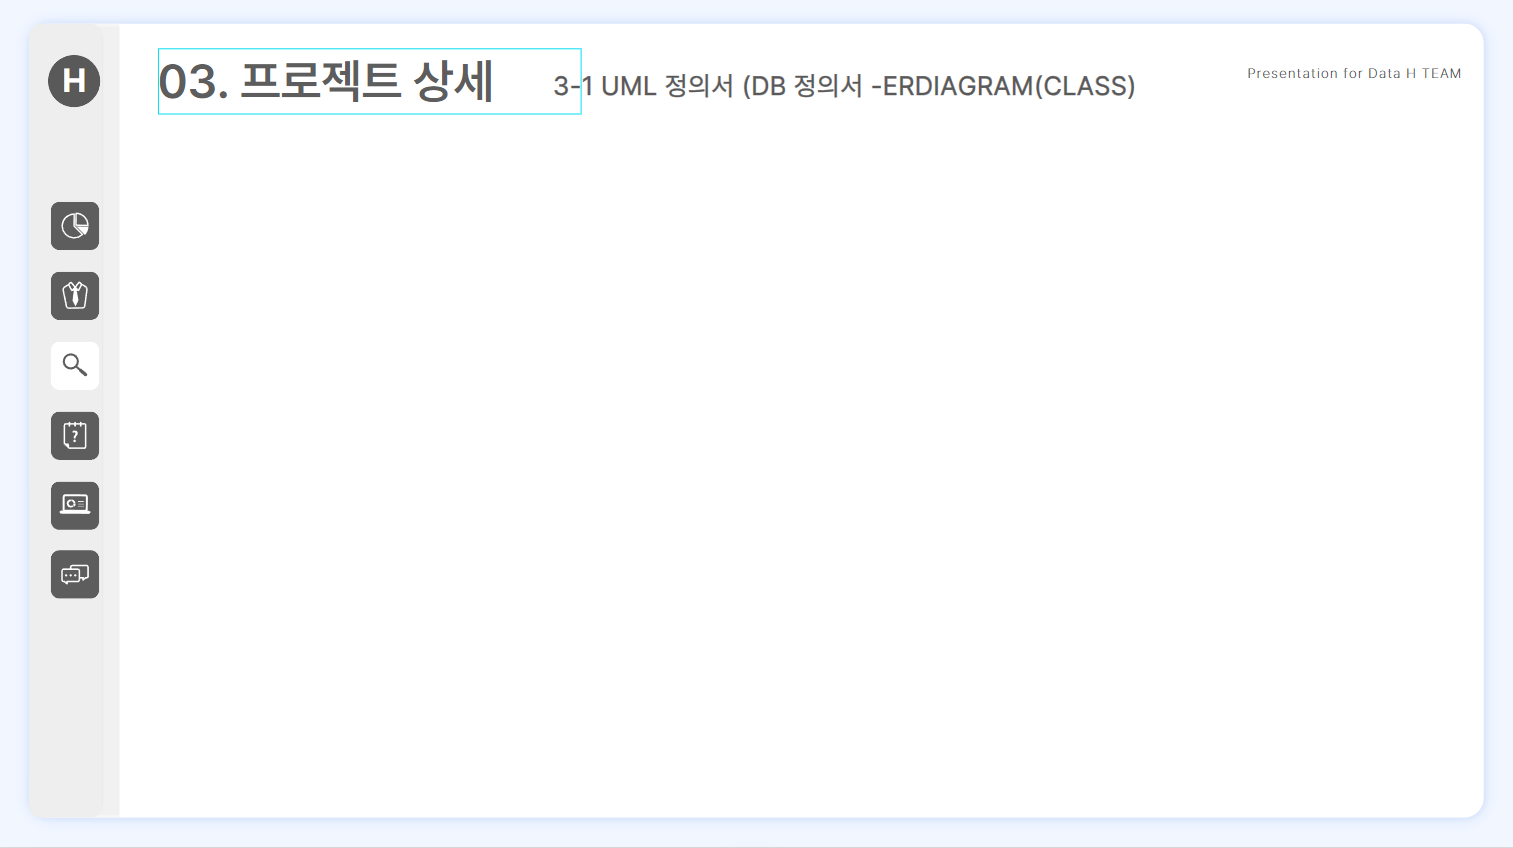 H
03. 프로젝트 상세
3-1 UML 정의서 (DB 정의서 -ERDIAGRAM(CLASS)
Presentation for Data H TEAM
?